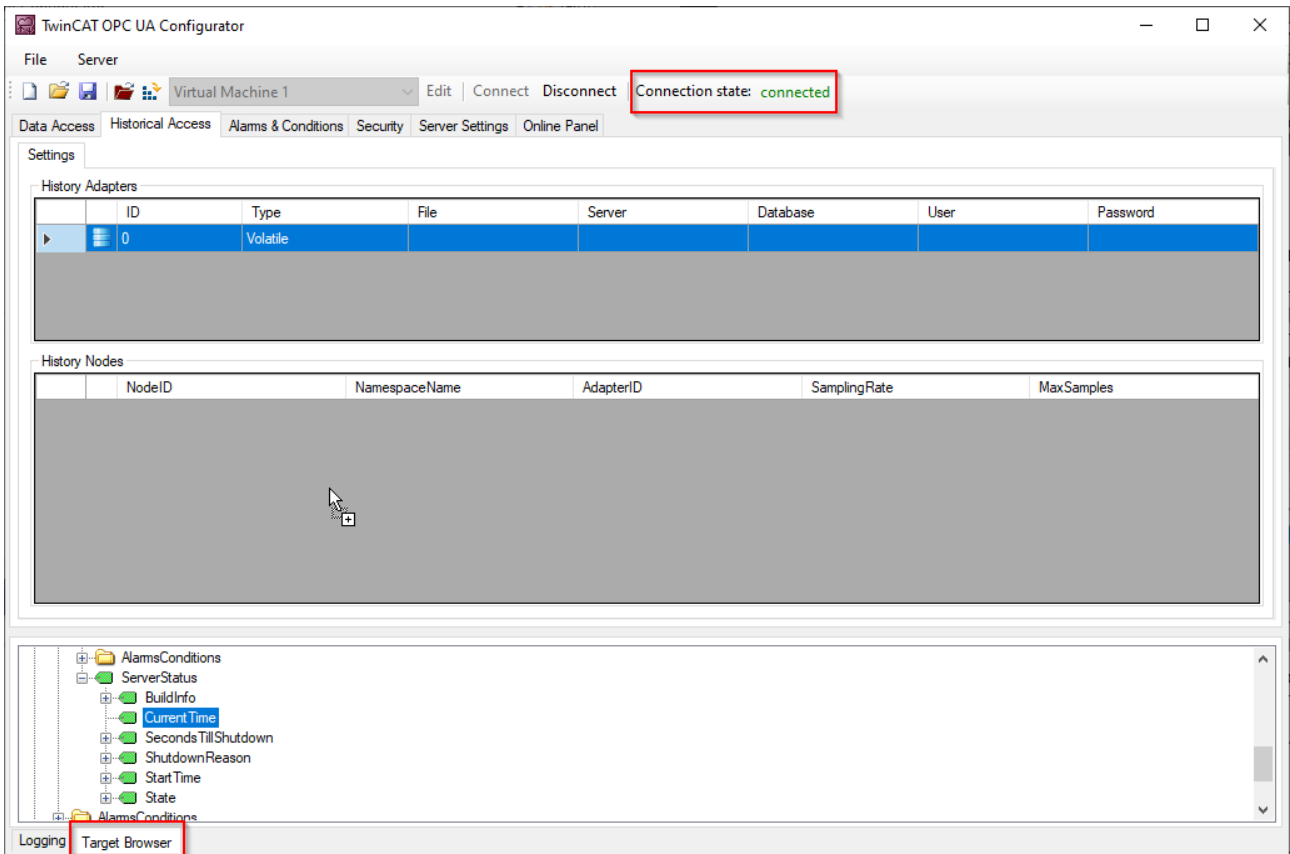 TwinCAT OPC UA Configurator
File Server
Virtual Machine 1 Edit Connect Disconnect Connection state: connected
Data Access Historical Access Alarms & Conditions Security Server Settings Online Panel
Settings
History Adapters
ID Type File Server Database User Password
0 Volatile
History Nodes
NodeID NamespaceName AdapterID SamplingRate MaxSamples
AlarmsConditions
ServerStatus
BuildInfo
CurrentTime
SecondsTillShutdown
ShutdownReason
StartTime
State
AlarmsConditions
Logging Target Browser